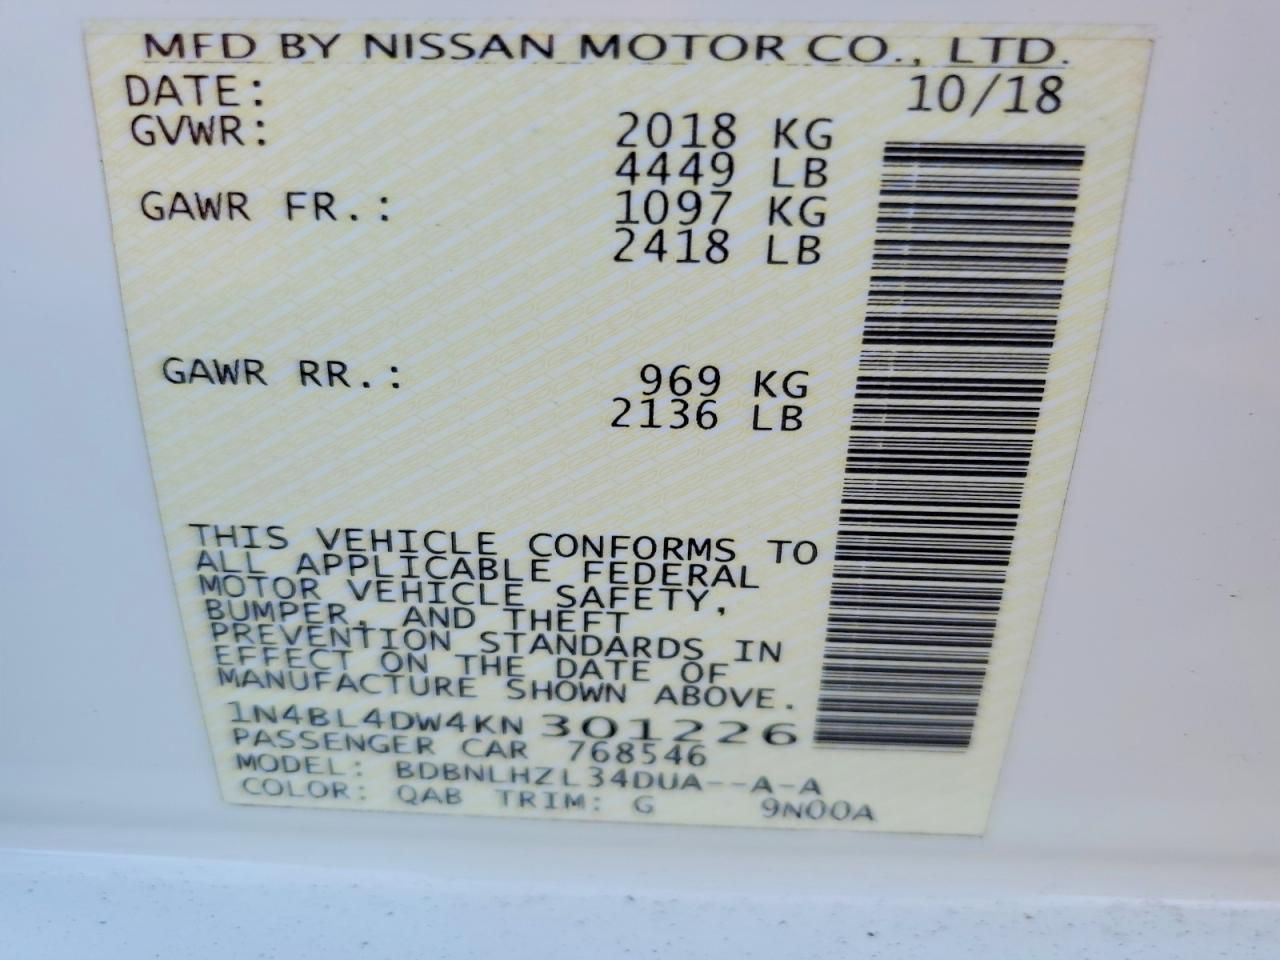 MFD BY NISSAN MOTOR CO., LTD.
DATE: 10/18
GVWR: 2018 KG
4449 LB
GAWR FR.: 1097 KG
2418 LB
GAWR RR.: 969 KG
2136 LB
THIS VEHICLE CONFORMS TO
ALL APPLICABLE FEDERAL
MOTOR VEHICLE SAFETY,
BUMPER, AND THEFT
PREVENTION STANDARDS IN
EFFECT ON THE DATE OF
MANUFACTURE SHOWN ABOVE.
1N4BL4DW4KN301226
PASSENGER CAR 768546
MODEL: BDBNLHZL34DUA--A-A
COLOR: QAB TRIM: G 9N00A